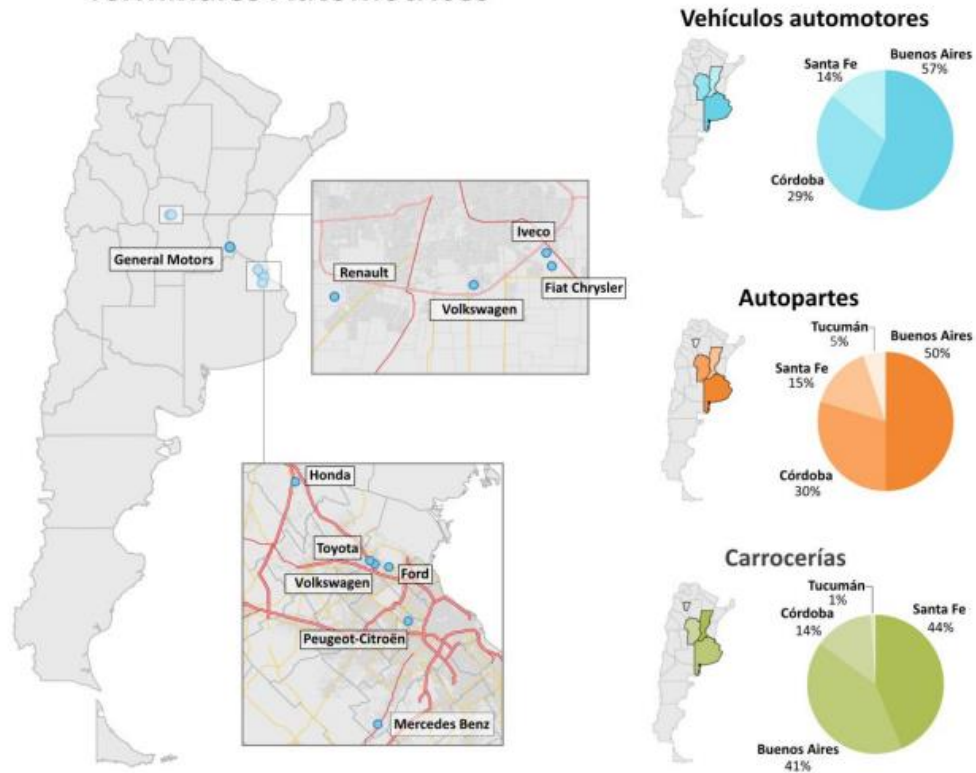 Terminales Automotrices
General Motors
Renault
Volkswagen
Iveco
Fiat Chrysler
Honda
Toyota
Volkswagen
Ford
Peugeot-Citroën
Mercedes Benz
Vehículos automotores
Santa Fe
14%
Buenos Aires
57%
Córdoba
29%
Autopartes
Tucumán
5%
Buenos Aires
50%
Santa Fe
15%
Córdoba
30%
Carrocerías
Tucumán
1%
Santa Fe
44%
Córdoba
14%
Buenos Aires
41%